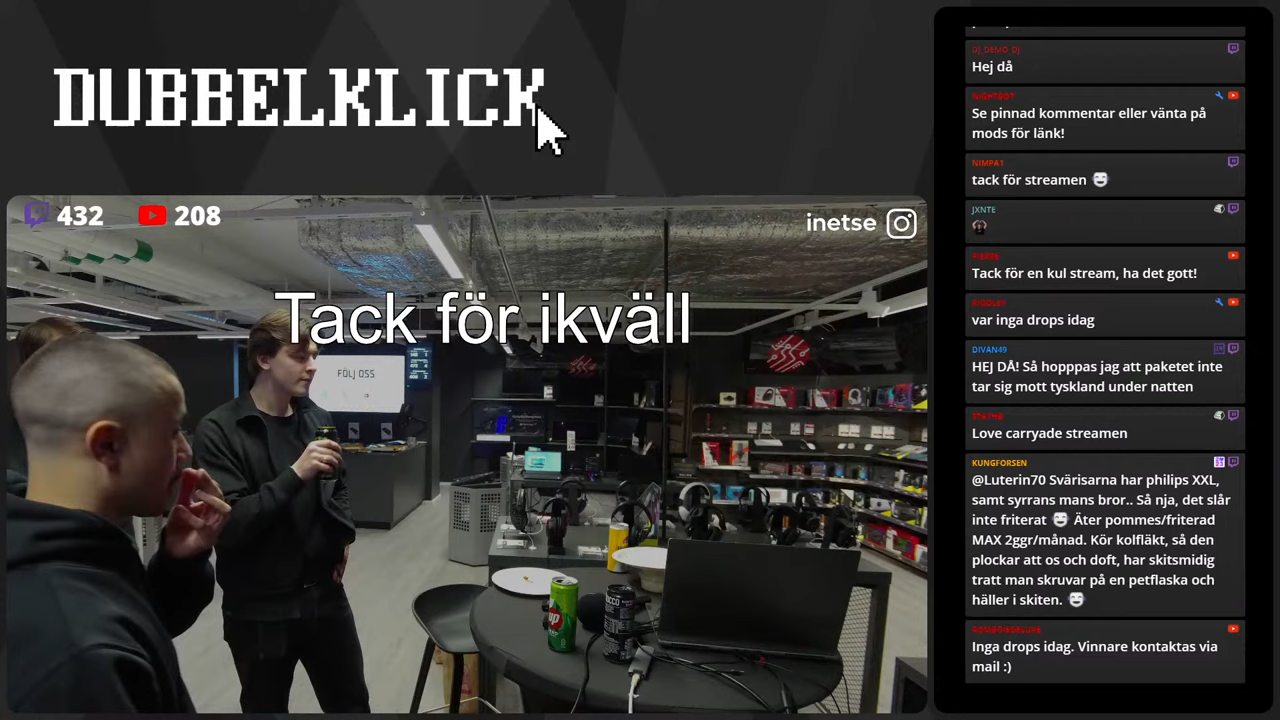 DUBBELKLICK
432
208
inetse
Tack för ikväll
FÖLJ OSS
up
DJ_DEMO_DJ
Hej då
NIGHTBOT
Se pinnad kommentar eller vänta på
mods för länk!
NIMPA1
tack för streamen
JXNTE
Tack för en kul stream, ha det gott!
var inga drops idag
DIVAN49
HEJ DÅ! Så hopppas jag att paketet inte
tar sig mott tyskland under natten
Love carryade streamen
KUNGFORSEN
@Luterin70 Svärisarna har philips XXL,
samt syrrans mans bror.. Så nja, det slår
inte friterat Äter pommes/friterad
MAX 2ggr/månad. Kör kolfläkt, så den
plockar att os och doft, har skitsmidig
tratt man skruvar på en petflaska och
häller i skiten.
Inga drops idag. Vinnare kontaktas via
mail :)